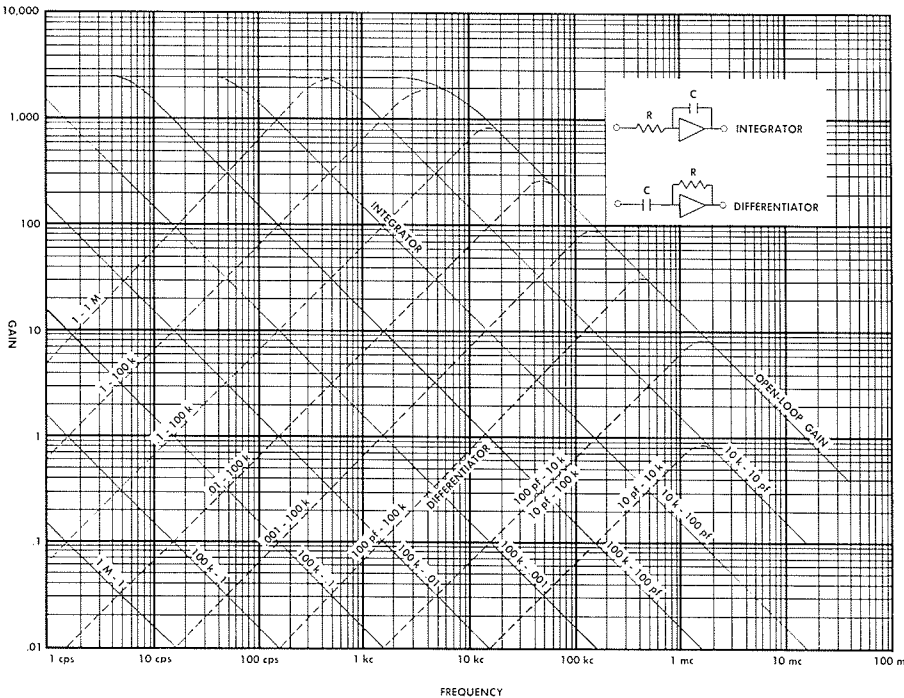 10,000
1,000
100
10
1
.1
.01
GAIN
C
R
INTEGRATOR
R
C
DIFFERENTIATOR
INTEGRATOR
DIFFERENTIATOR
OPEN-LOOP GAIN
1 - 1 M
1 - 100 k
.1 - 100 k
.01 - 100 k
.001 - 100 k
100 pf - 100 k
100 pf - 10 k
10 pf - 100 k
10 pf - 10 k
10 k - 10 pf
10 k - 100 pf
100 k - 100 pf
100 k - .001
100 k - .01
100 k - .1
100 k - 1
1 M - 1
1 cps
10 cps
100 cps
1 kc
10 kc
100 kc
1 mc
10 mc
100 m
FREQUENCY